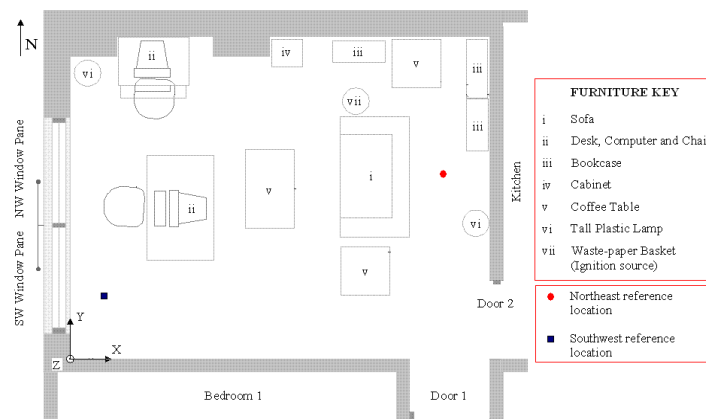 N
ii
iv
iii
v
vi
iii
FURNITURE KEY
vii
i Sofa
iii
ii Desk, Computer and Chai
NW Window Pane
iii Bookcase
Kitchen
iv Cabinet
i
v
v Coffee Table
ii
vi Tall Plastic Lamp
vi
vii Waste-paper Basket
(Ignition source)
SW Window Pane
v
Northeast reference
location
Door 2
Y
Southwest reference
location
X
Z
Bedroom 1
Door 1